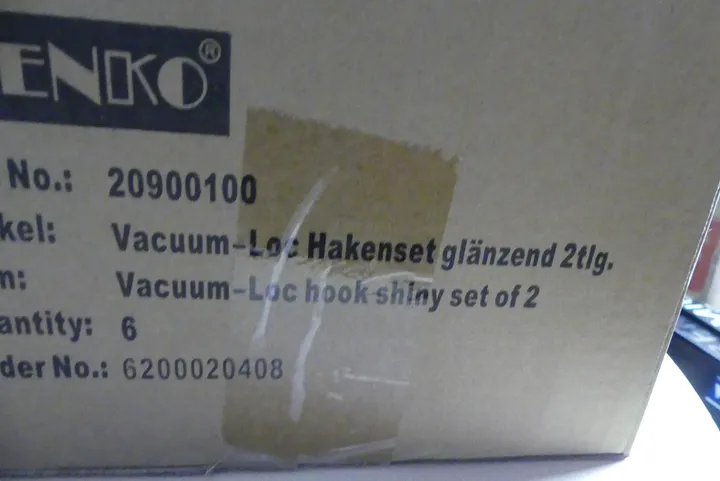 ENKO®
No.: 20900100
kel: Vacuum-Loc Hakenset glänzend 2tlg.
m: Vacuum-Loc hook shiny set of 2
antity: 6
der No.: 6200020408